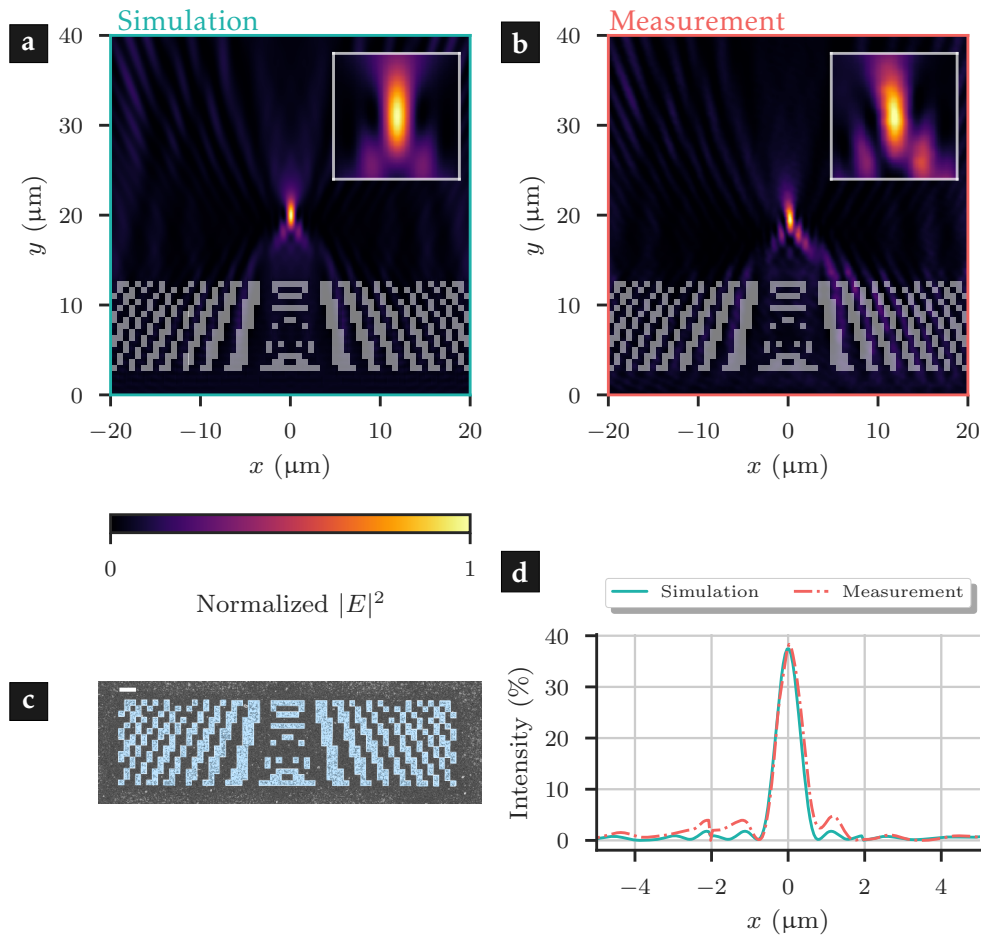 Simulation
Measurement
a
b
40
30
20
10
0
y (μm)
−20
−10
0
10
20
x (μm)
40
30
20
10
0
y (μm)
−20
−10
0
10
20
x (μm)
0
1
Normalized |E|²
c
d
Simulation
Measurement
40
30
20
10
0
Intensity (%)
−4
−2
0
2
4
x (μm)